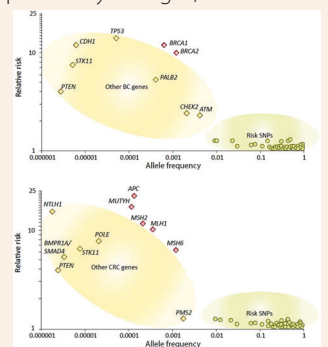 25
TP53
CDH1
BRCA1
BRCA2
10
STK11
PALB2
PTEN
Other BC genes
CHEK2
ATM
Risk SNPs
Relative risk
1
0.000001
0.00001
0.0001
0.001
0.01
0.1
1
Allele frequency
25
APC
NTLH1
MUTYH
MSH2
MLH1
10
POLE
BMPR1A/
SMAD4
STK11
MSH6
PTEN
Other CRC genes
PMS2
Risk SNPs
Relative risk
1
0.000001
0.00001
0.0001
0.001
0.01
0.1
1
Allele frequency